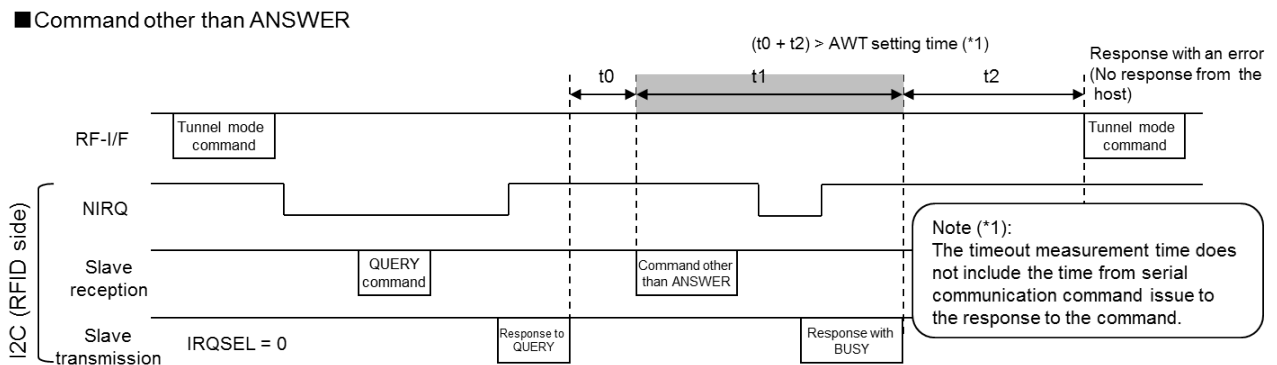 ■Command other than ANSWER
(t0 + t2) > AWT setting time (*1)
Response with an error
(No response from the
host)
t0
t1
t2
RF-I/F
Tunnel mode
command
Tunnel mode
command
NIRQ
I2C (RFID side)
Slave
reception
QUERY
command
Command other
than ANSWER
Note (*1):
The timeout measurement time does
not include the time from serial
communication command issue to
the response to the command.
Slave
transmission
IRQSEL = 0
Response to
QUERY
Response with
BUSY